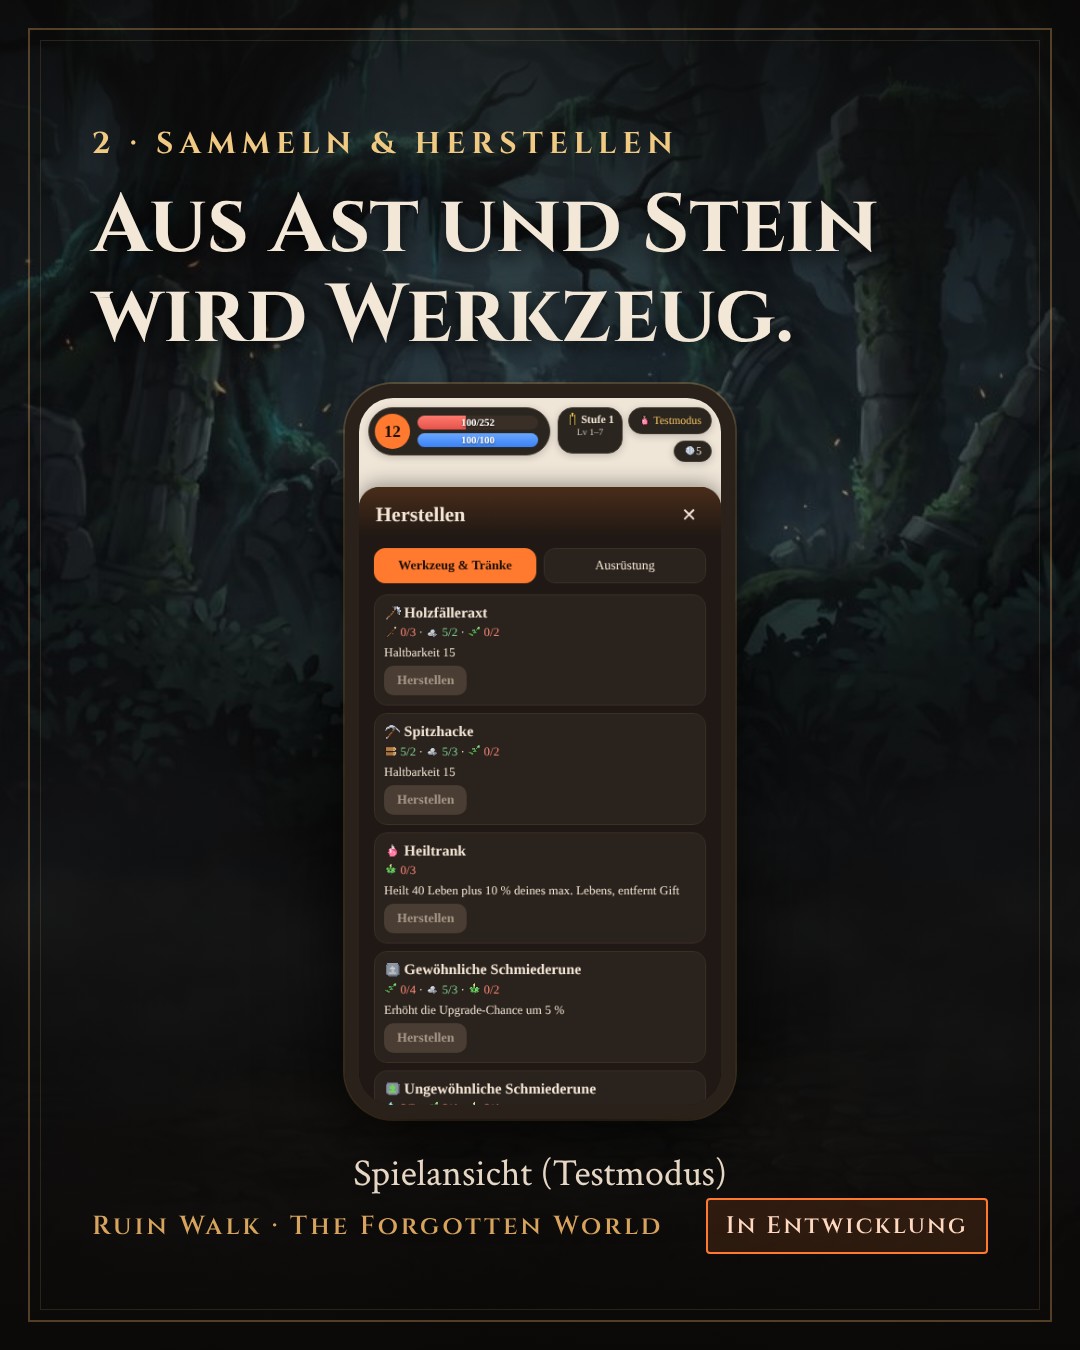 2 · SAMMELN & HERSTELLEN
AUS AST UND STEIN
WIRD WERKZEUG.
12
100/252
100/100
Stufe 1
Lv 1–7
Testmodus
5
Herstellen ✕
Werkzeug & Tränke
Ausrüstung
Holzfälleraxt
0/3 · 5/2 · 0/2
Haltbarkeit 15
Herstellen
Spitzhacke
5/2 · 5/3 · 0/2
Haltbarkeit 15
Herstellen
Heiltrank
0/3
Heilt 40 Leben plus 10 % deines max. Lebens, entfernt Gift
Herstellen
Gewöhnliche Schmiederune
0/4 · 5/3 · 0/2
Erhöht die Upgrade-Chance um 5 %
Herstellen
Ungewöhnliche Schmiederune
Spielansicht (Testmodus)
RUIN WALK · THE FORGOTTEN WORLD
IN ENTWICKLUNG